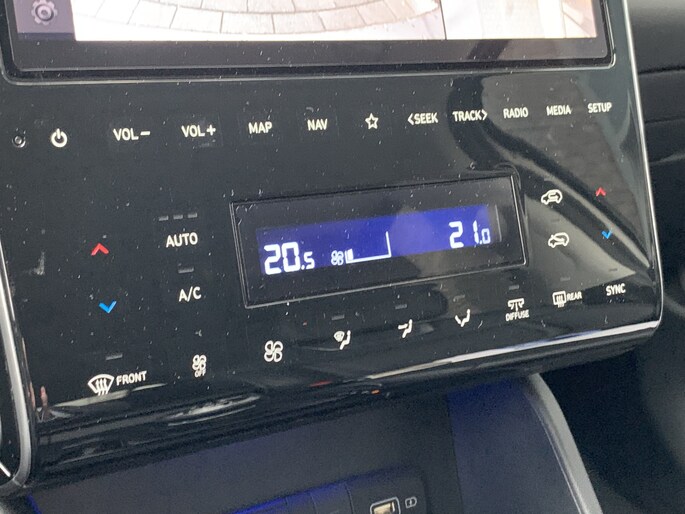 VOL− VOL+ MAP NAV <SEEK TRACK> RADIO MEDIA SETUP
AUTO
20.5 21.0
A/C
DIFFUSE
REAR
SYNC
FRONT
OFF